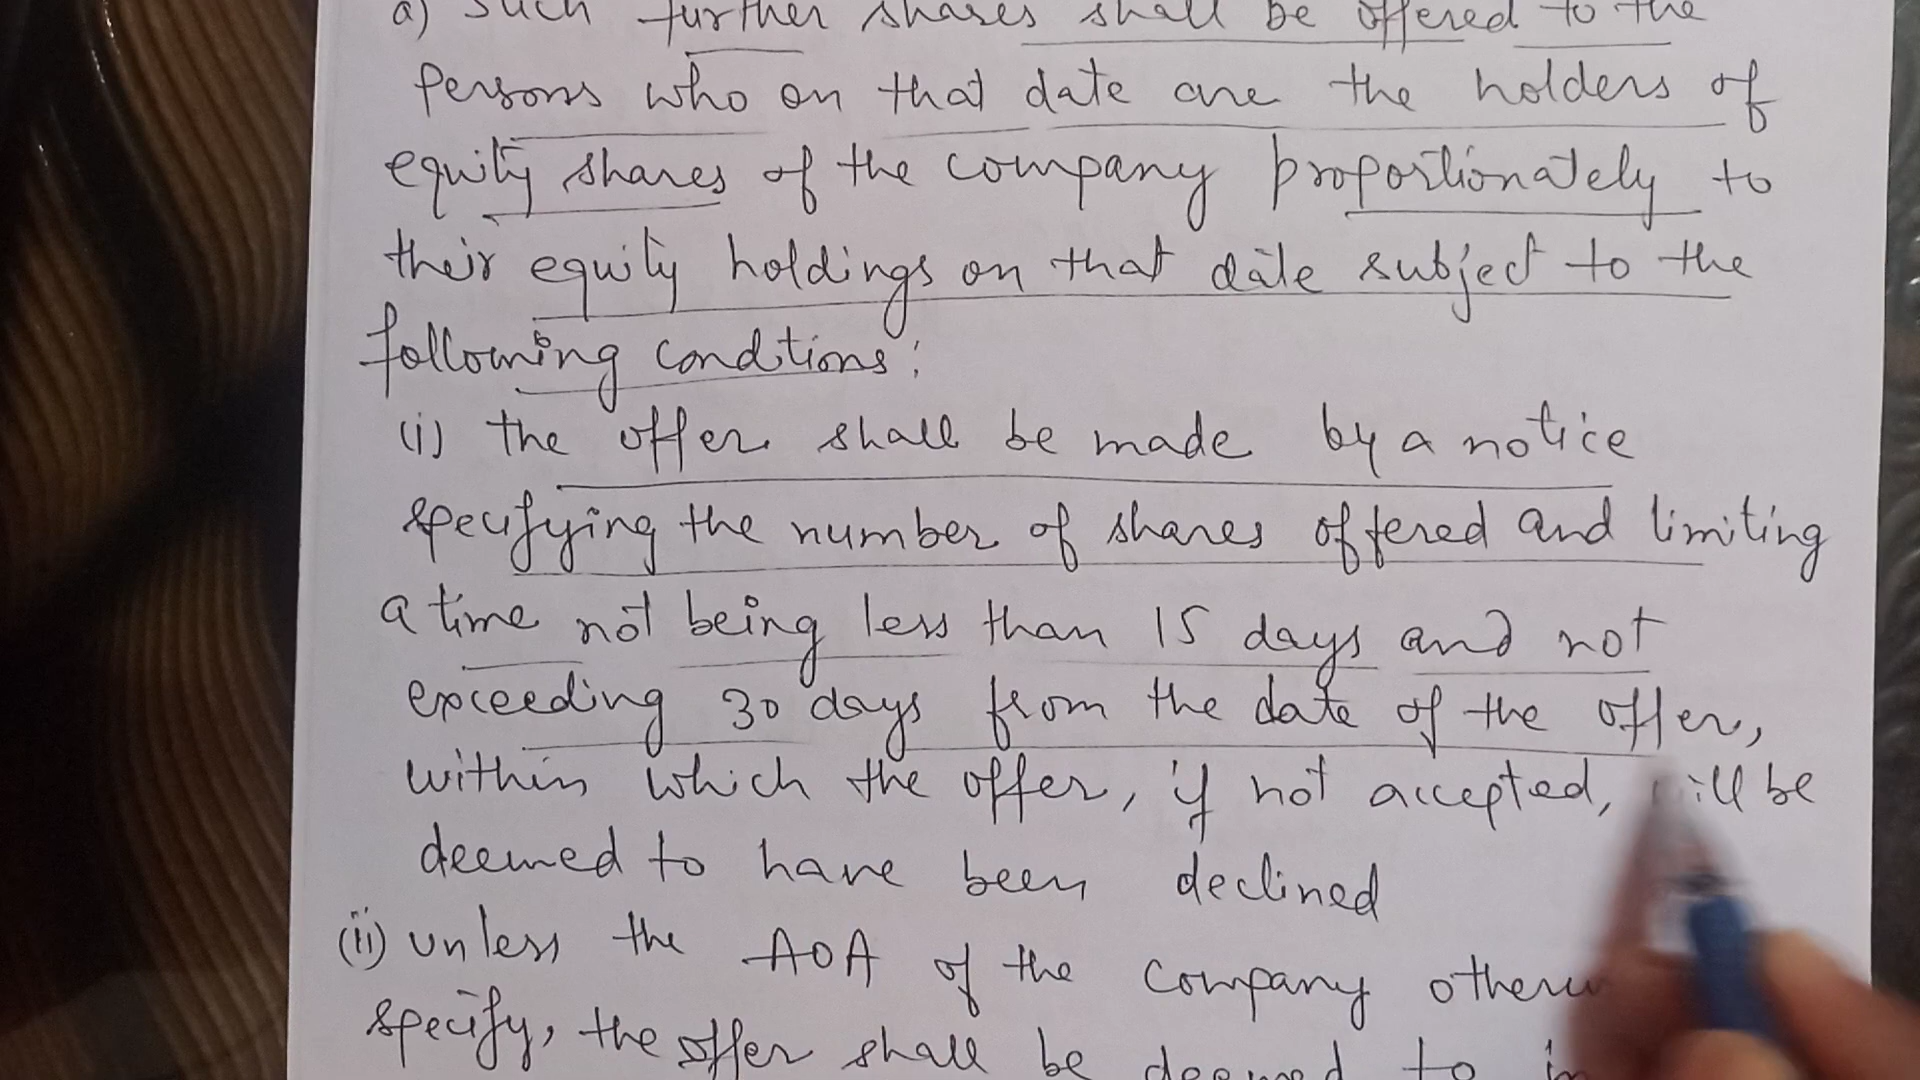 a) Such further shares shall be offered to the
persons who on that date are the holders of
equity shares of the company proportionately to
their equity holdings on that date subject to the
following conditions:
(i) the offer shall be made by a notice
specifying the number of shares offered and limiting
a time not being less than 15 days and not
exceeding 30 days from the date of the offer,
within which the offer, if not accepted, will be
deemed to have been declined
(ii) unless the AOA of the company
specify, the offer shall be deemed to